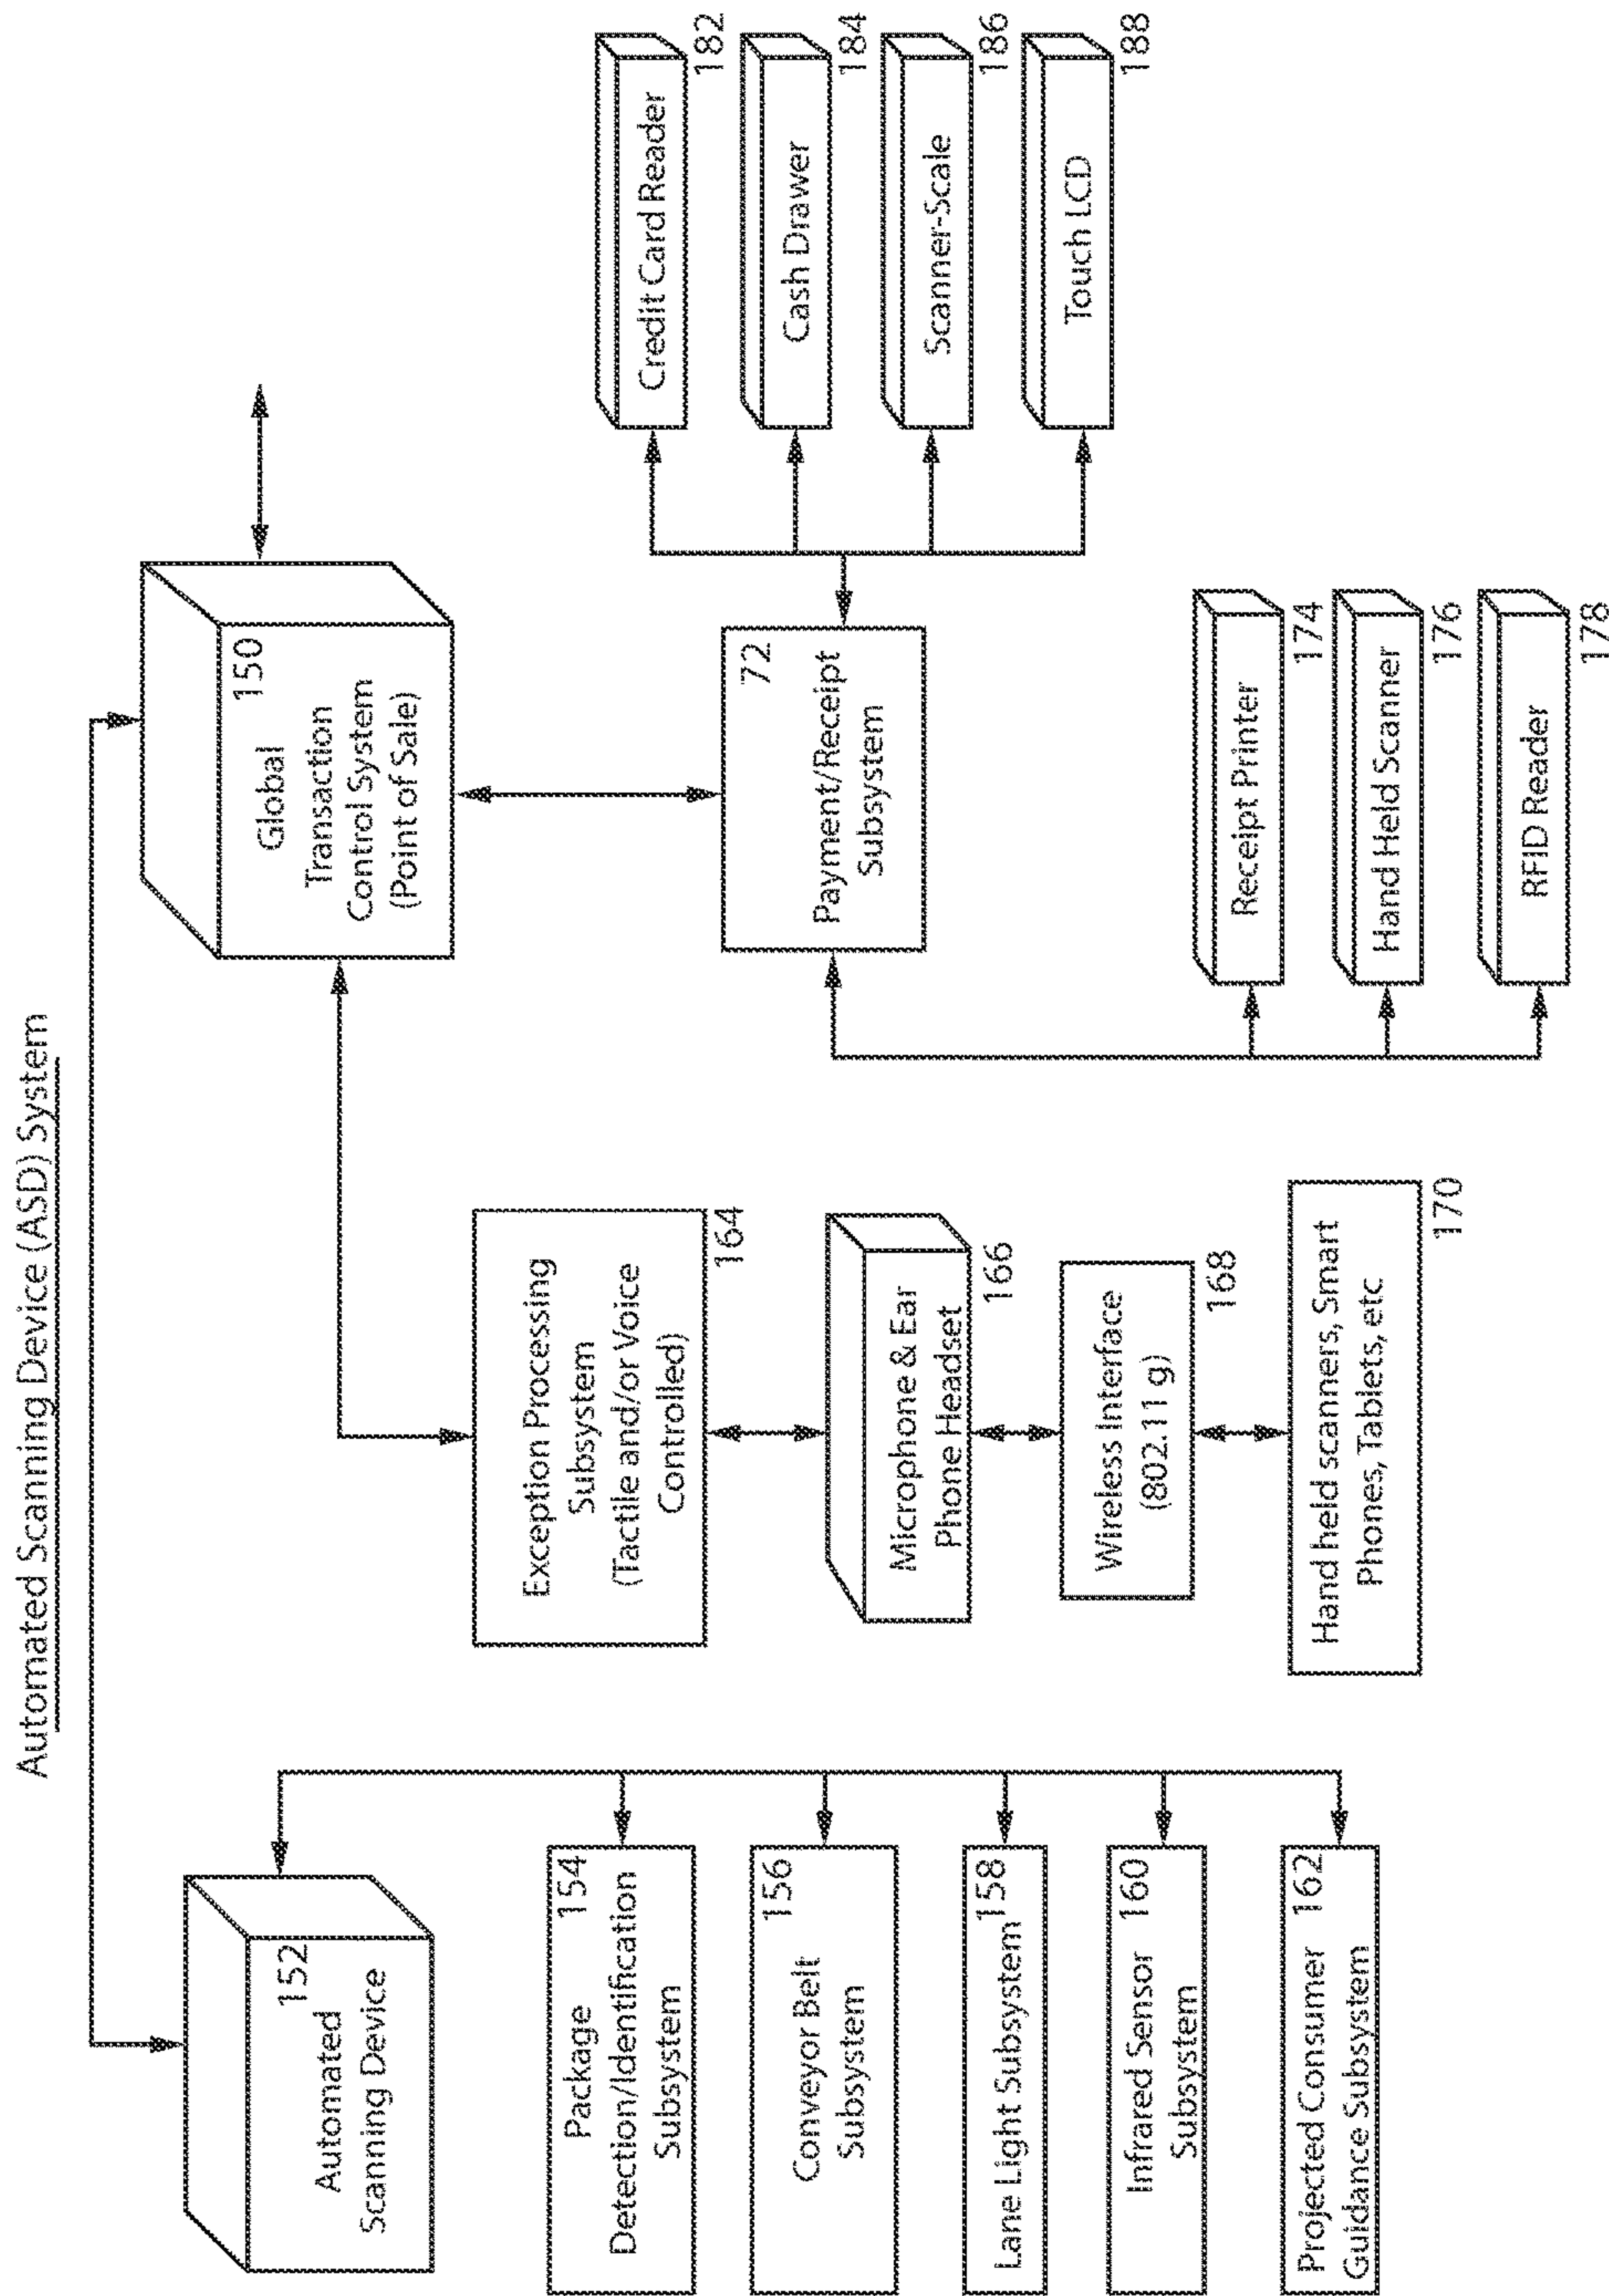 Automated Scanning Device (ASD) System
152
Automated
Scanning Device
Package 154
Detection/Identification
Subsystem
156
Conveyor Belt
Subsystem
Lane Light Subsystem 158
Infrared Sensor 160
Subsystem
Projected Consumer 162
Guidance Subsystem
Exception Processing
Subsystem
(Tactile and/or Voice
Controlled)
164
Microphone & Ear
Phone Headset
166
Wireless Interface
(802.11 g)
168
Hand held scanners, Smart
Phones, Tablets, etc
170
150
Global
Transaction
Control System
(Point of Sale)
72
Payment/Receipt
Subsystem
Receipt Printer
174
Hand Held Scanner
176
RFID Reader
178
Credit Card Reader
182
Cash Drawer
184
Scanner-Scale
186
Touch LCD
188